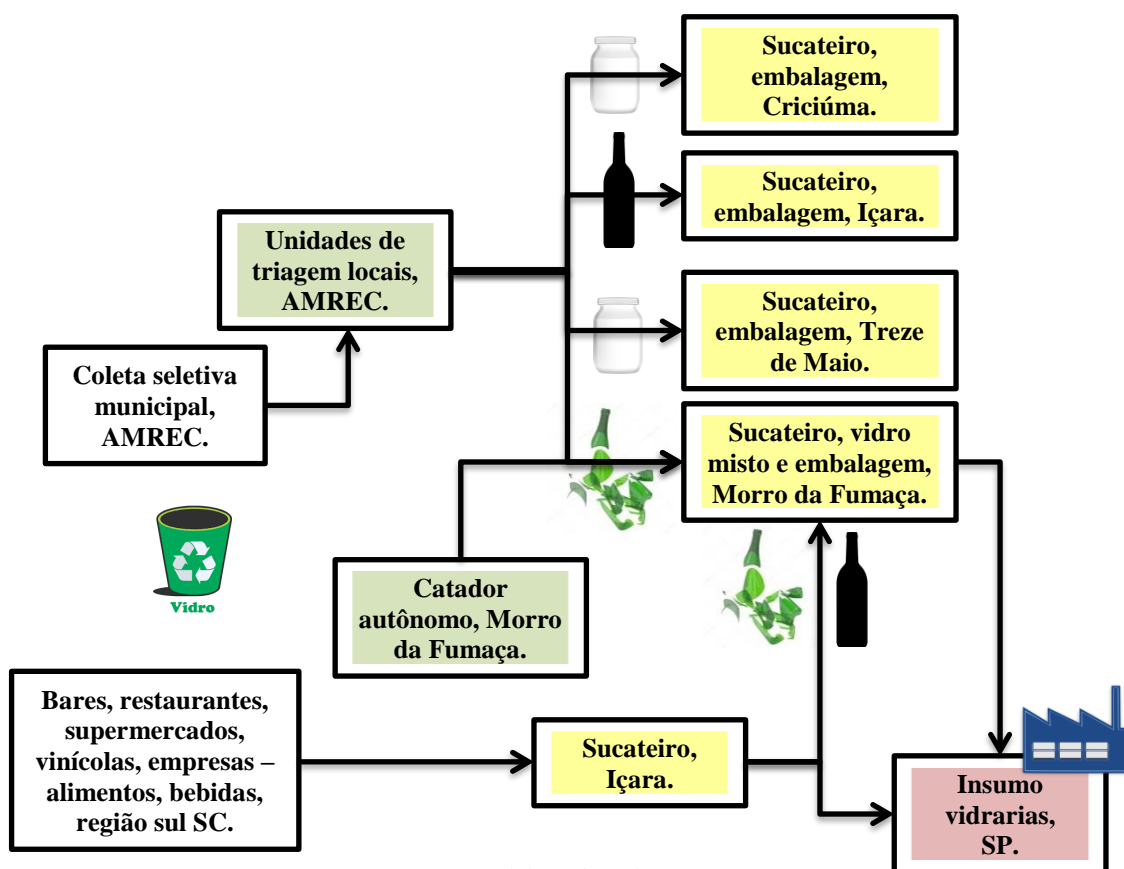 Sucateiro,
embalagem,
Criciúma.
Sucateiro,
embalagem, Içara.
Unidades de
triagem locais,
AMREC.
Sucateiro,
embalagem, Treze
de Maio.
Coleta seletiva
municipal,
AMREC.
Sucateiro, vidro
misto e embalagem,
Morro da Fumaça.
Vidro
Catador
autônomo, Morro
da Fumaça.
Bares, restaurantes,
supermercados,
vinícolas, empresas –
alimentos, bebidas,
região sul SC.
Sucateiro,
Içara.
Insumo
vidrarias,
SP.